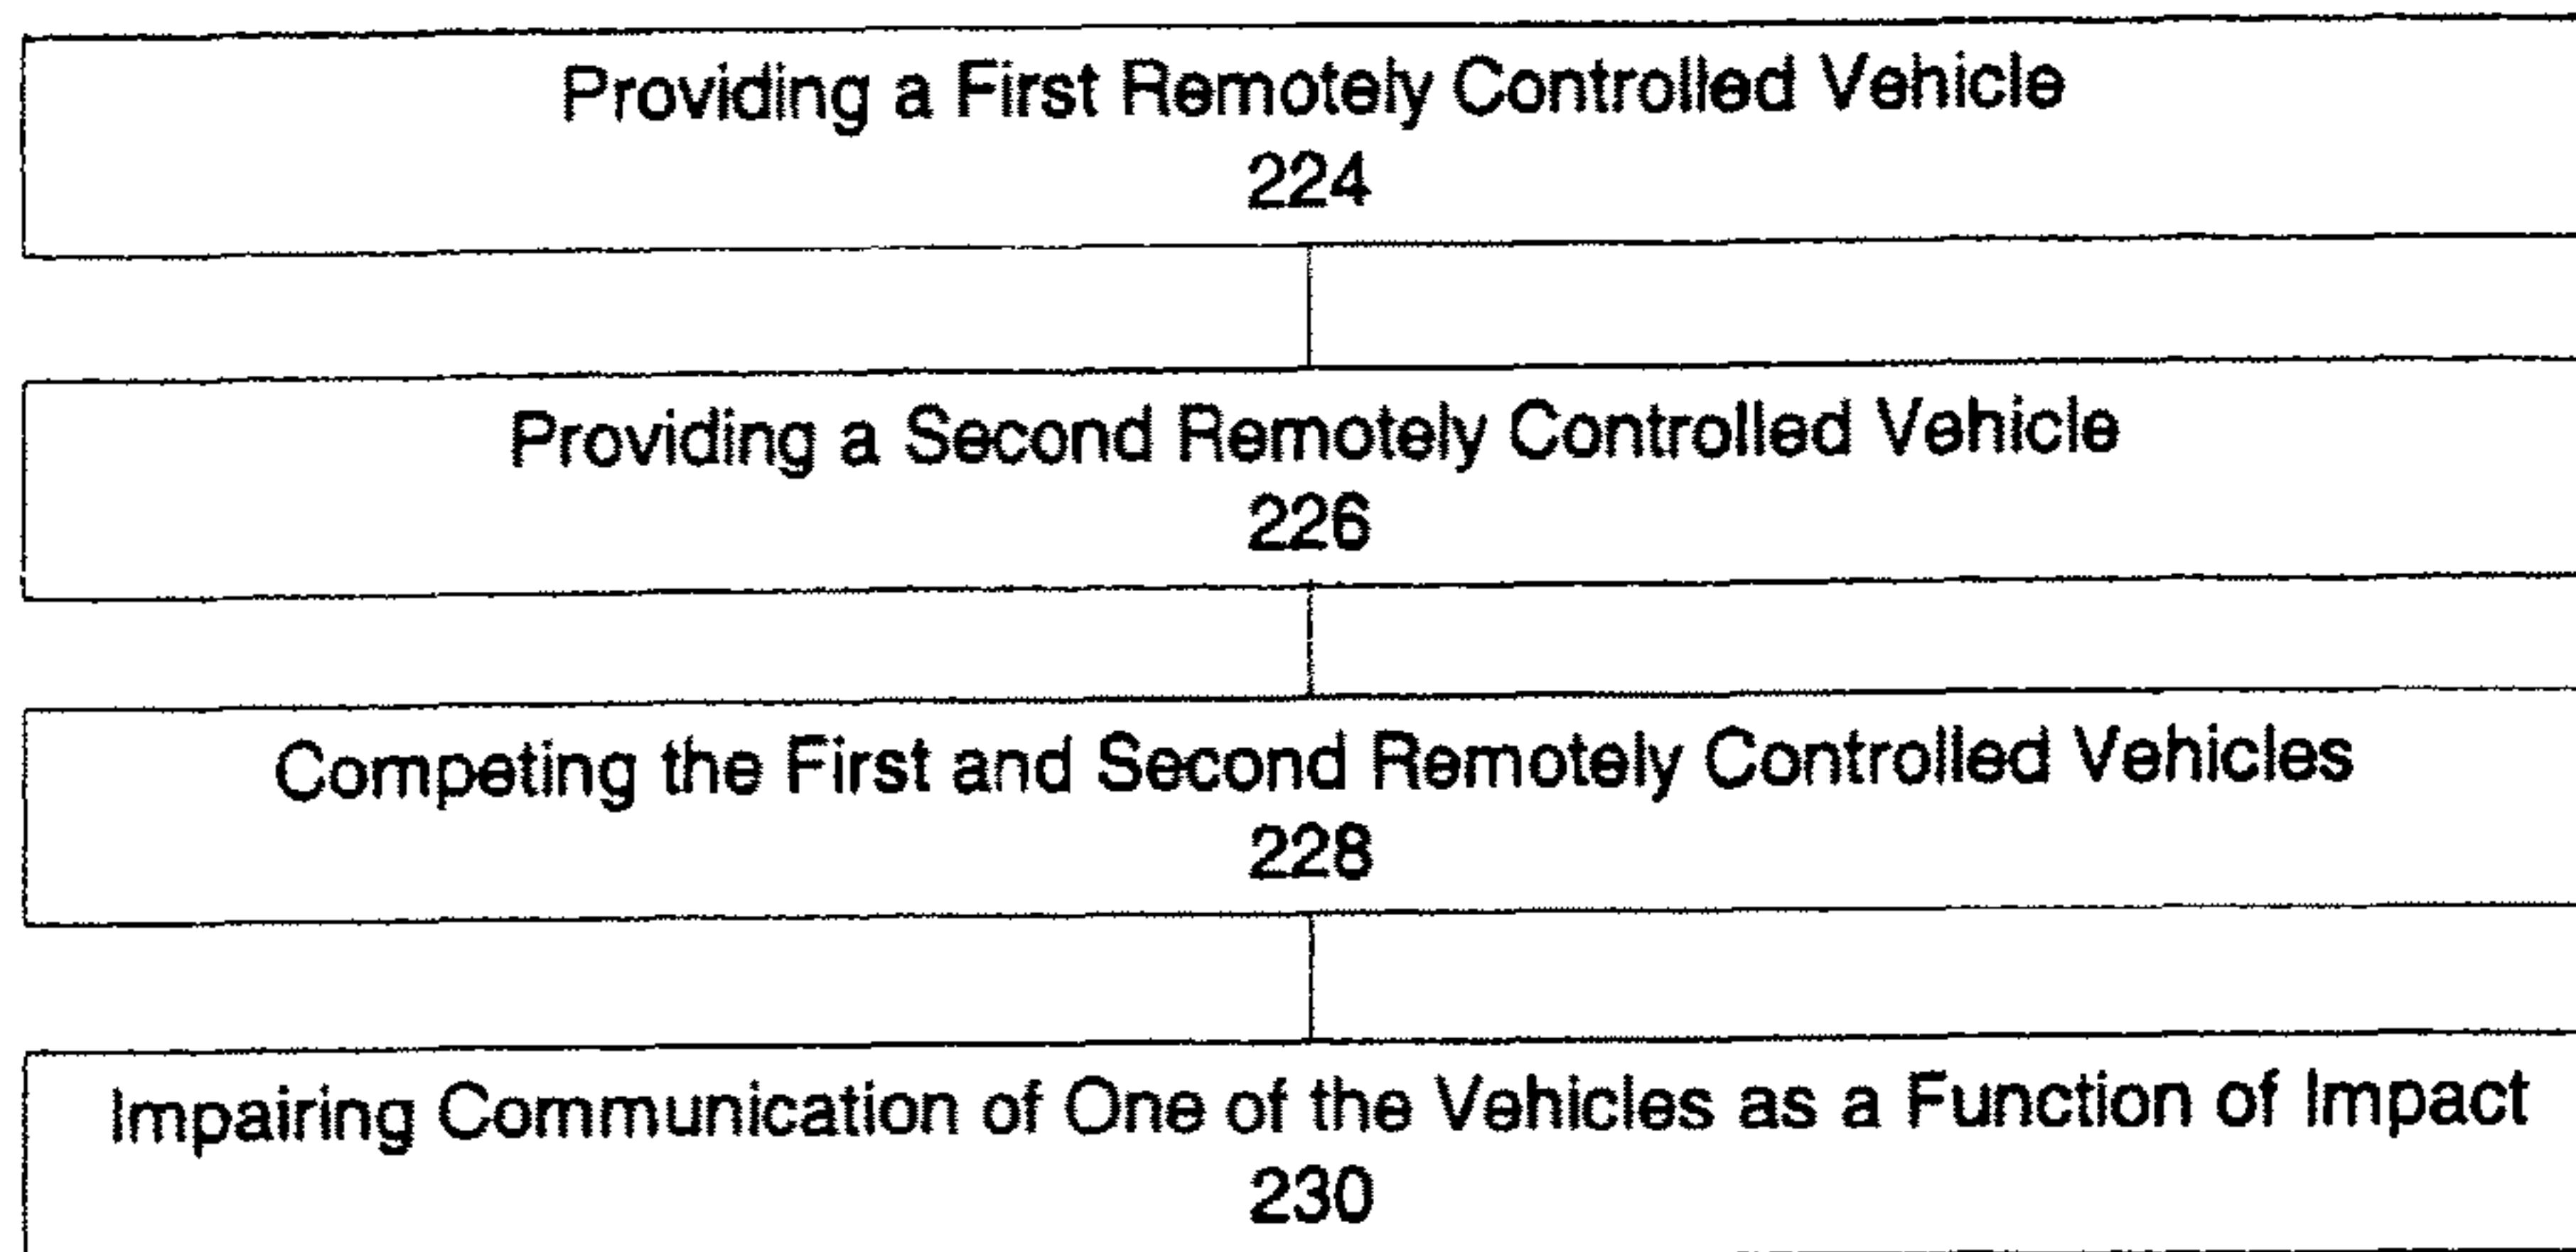 Providing a First Remotely Controlled Vehicle
224
Providing a Second Remotely Controlled Vehicle
226
Competing the First and Second Remotely Controlled Vehicles
228
Impairing Communication of One of the Vehicles as a Function of Impact
230